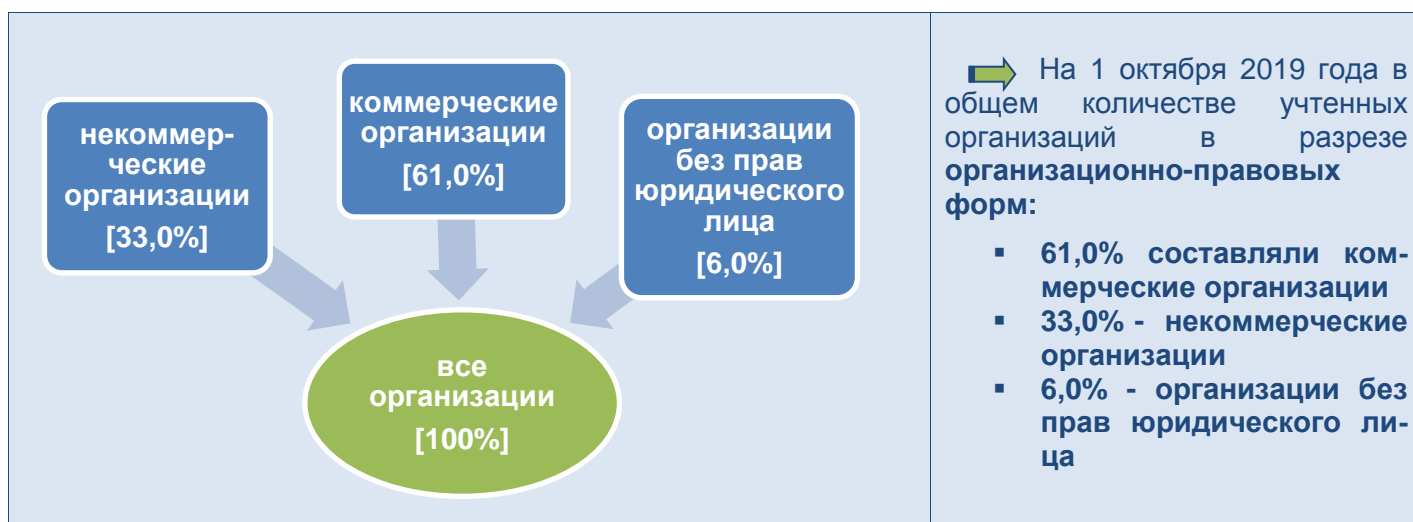 некоммер-
ческие
организации
[33,0%]
коммерческие
организации
[61,0%]
организации
без прав
юридического
лица
[6,0%]
все
организации
[100%]
На 1 октября 2019 года в
общем количестве учтенных
организаций в разрезе
организационно-правовых
форм:
▪ 61,0% составляли ком-
мерческие организации
▪ 33,0% - некоммерческие
организации
▪ 6,0% - организации без
прав юридического ли-
ца